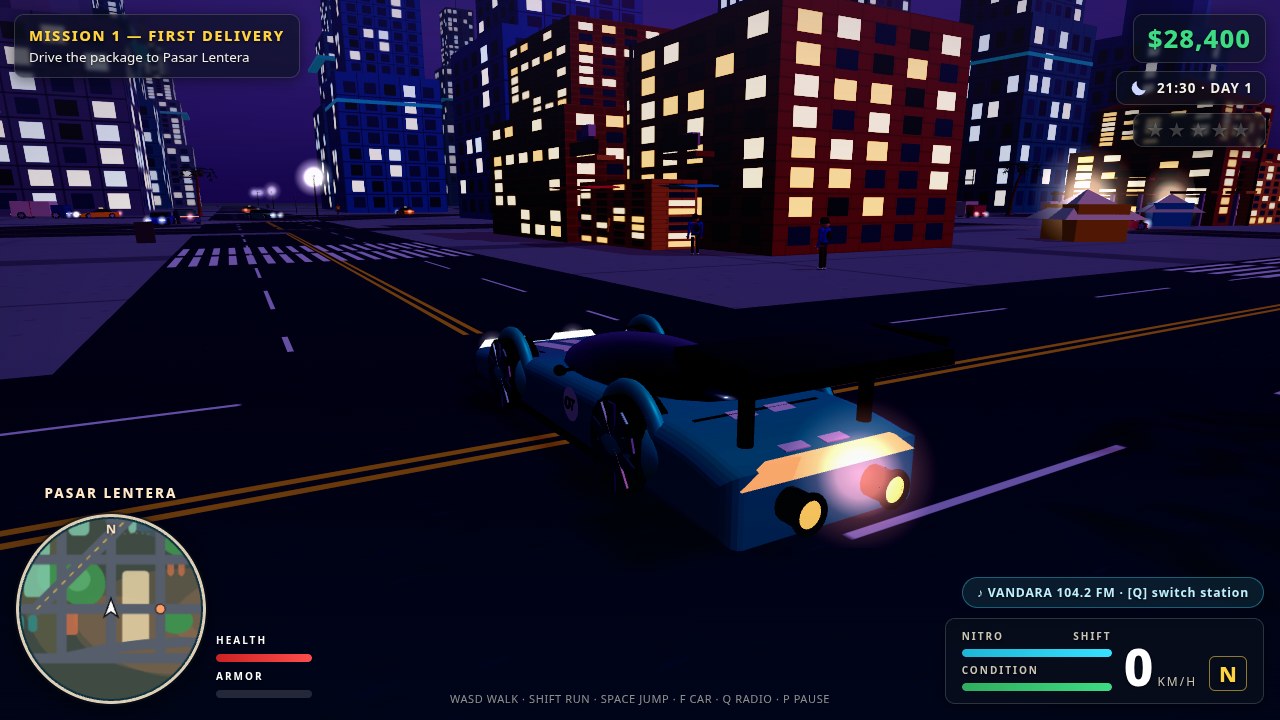 MISSION 1 — FIRST DELIVERY
Drive the package to Pasar Lentera
$28,400
21:30 · DAY 1
07
PASAR LENTERA
N
HEALTH
ARMOR
♪ VANDARA 104.2 FM · [Q] switch station
NITRO SHIFT
CONDITION
0 KM/H N
WASD WALK · SHIFT RUN · SPACE JUMP · F CAR · Q RADIO · P PAUSE